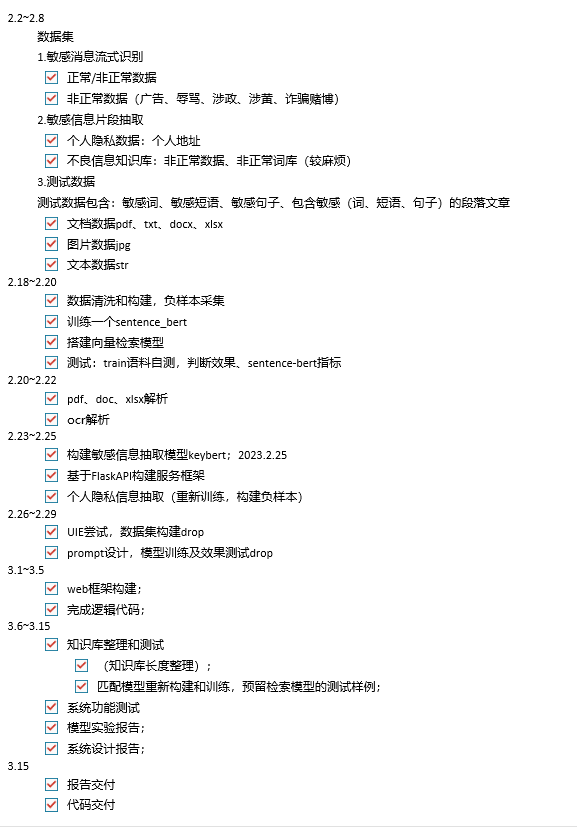 2.2~2.8
数据集
1.敏感消息流式识别
正常/非正常数据
非正常数据（广告、辱骂、涉政、涉黄、诈骗赌博）
2.敏感信息片段抽取
个人隐私数据：个人地址
不良信息知识库：非正常数据、非正常词库（较麻烦）
3.测试数据
测试数据包含：敏感词、敏感短语、敏感句子、包含敏感（词、短语、句子）的段落文章
文档数据pdf、txt、docx、xlsx
图片数据jpg
文本数据str
2.18~2.20
数据清洗和构建，负样本采集
训练一个sentence_bert
搭建向量检索模型
测试：train语料自测，判断效果、sentence-bert指标
2.20~2.22
pdf、doc、xlsx解析
ocr解析
2.23~2.25
构建敏感信息抽取模型keybert；2023.2.25
基于FlaskAPI构建服务框架
个人隐私信息抽取（重新训练，构建负样本）
2.26~2.29
UIE尝试，数据集构建drop
prompt设计，模型训练及效果测试drop
3.1~3.5
web框架构建；
完成逻辑代码；
3.6~3.15
知识库整理和测试
（知识库长度整理）；
匹配模型重新构建和训练，预留检索模型的测试样例；
系统功能测试
模型实验报告；
系统设计报告；
3.15
报告交付
代码交付